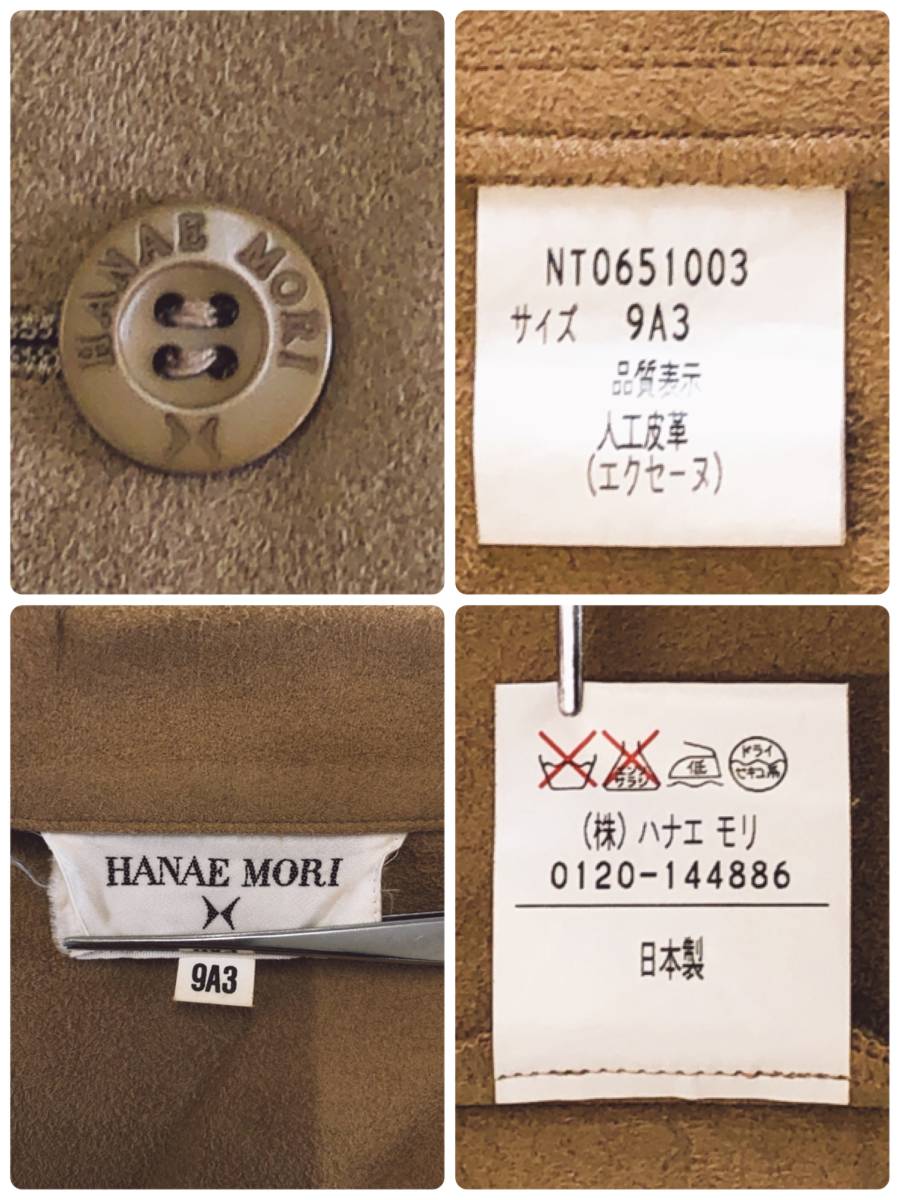 HANAE MORI
NT0651003
サイズ 9A3
品質表示
人工皮革
(エクセーヌ)
HANAE MORI
9A3
低
ドライ
セキユ系
(株) ハナエ モリ
0120-144886
日本製